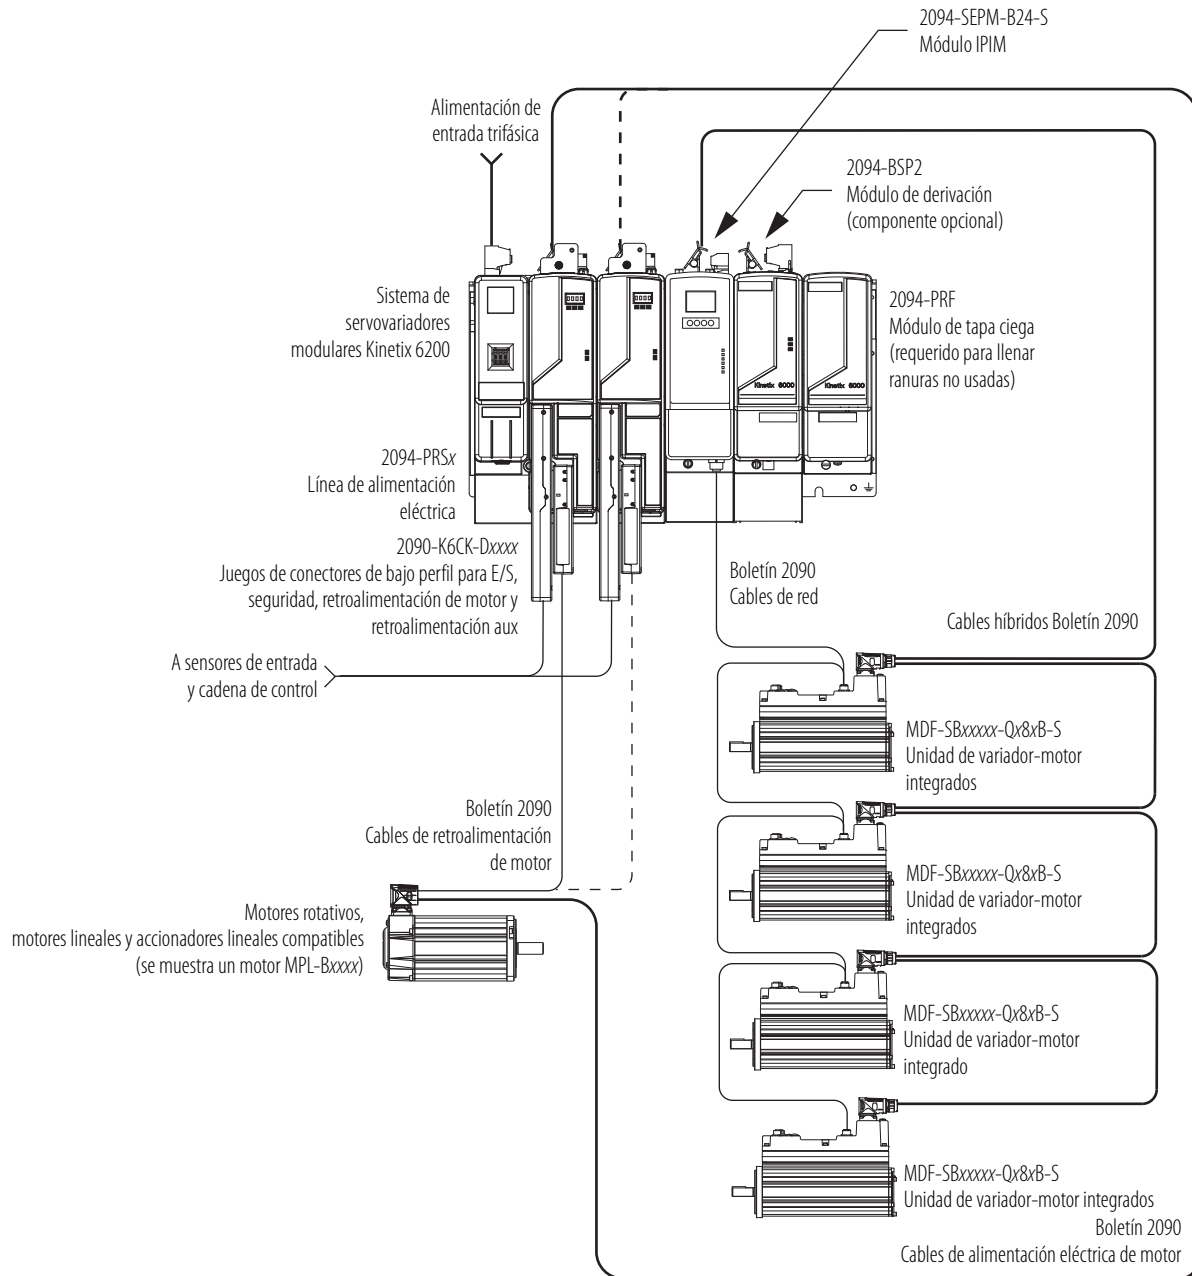 2094-SEPM-B24-S
Módulo IPIM
Alimentación de
entrada trifásica
2094-BSP2
Módulo de derivación
(componente opcional)
Sistema de
servovariadores
modulares Kinetix 6200
2094-PRF
Módulo de tapa ciega
(requerido para llenar
ranuras no usadas)
Kinetix 6000
Kinetix 6000
2094-PRSx
Línea de alimentación
eléctrica
2090-K6CK-Dxxxx
Juegos de conectores de bajo perfil para E/S,
seguridad, retroalimentación de motor y
retroalimentación aux
Boletín 2090
Cables de red
Cables híbridos Boletín 2090
A sensores de entrada
y cadena de control
MDF-SBxxxxx-Qx8xB-S
Unidad de variador-motor
integrados
Boletín 2090
Cables de retroalimentación
de motor
MDF-SBxxxxx-Qx8xB-S
Unidad de variador-motor
integrados
Motores rotativos,
motores lineales y accionadores lineales compatibles
(se muestra un motor MPL-Bxxxx)
MDF-SBxxxxx-Qx8xB-S
Unidad de variador-motor
integrado
MDF-SBxxxxx-Qx8xB-S
Unidad de variador-motor integrados
Boletín 2090
Cables de alimentación eléctrica de motor